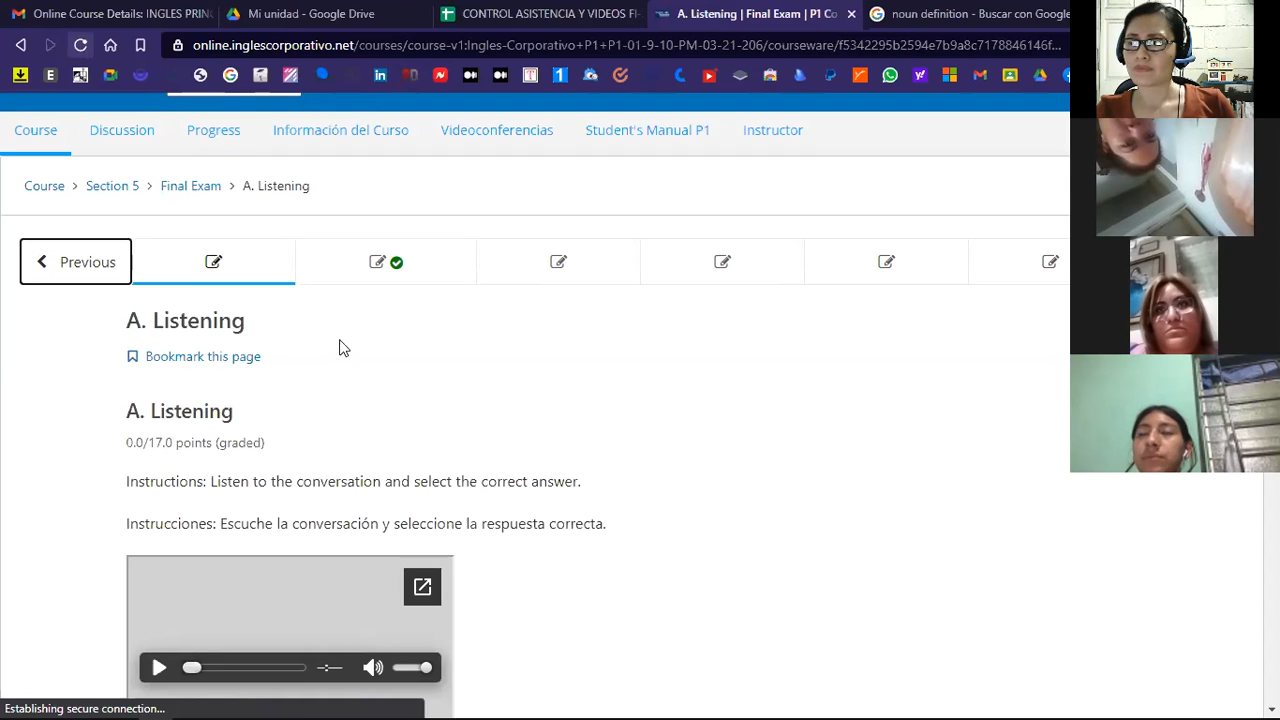 Online Course Details: INGLES PRIN
Mi unidad - Google Drive
CONTROL ASISTENCIA Y VIDEOS FI-
Listening | Final Exam | P1
man date man - Buscar co Google
online.inglescorporativo.net/courses/course-v1:Ingles-Corporativo+P1+P1-01-9-10-PM-03-21-206/courseware/f5342295b2594e7b9a8c7178846146f...
Course
Discussion
Progress
Información del Curso
Videoconferencias
Student's Manual P1
Instructor
Course > Section 5 > Final Exam > A. Listening
Previous
A. Listening
Bookmark this page
A. Listening
0.0/17.0 points (graded)
Instructions: Listen to the conversation and select the correct answer.
Instrucciones: Escuche la conversación y seleccione la respuesta correcta.
-:-
Establishing secure connection...